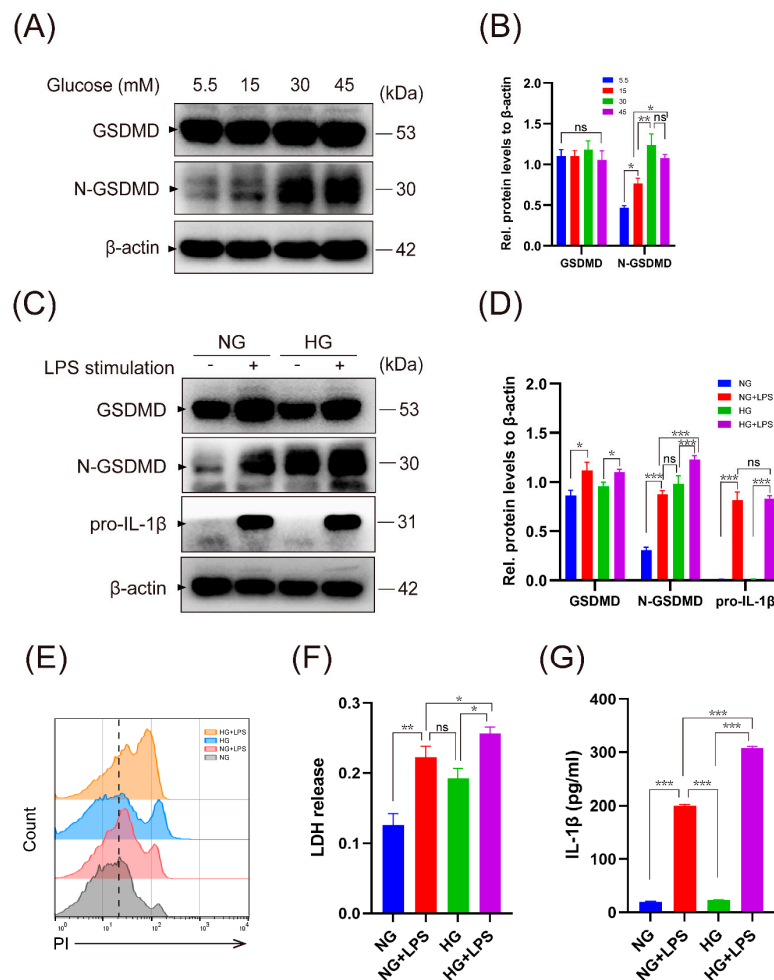 (A)
Glucose (mM) 5.5 15 30 45 (kDa)
GSDMD 53
N-GSDMD 30
β-actin 42
(B)
Rel. protein levels to β-actin
2.0
1.5
1.0
0.5
0.0
5.5
15
30
45
ns
*
**
ns
*
GSDMD N-GSDMD
(C)
NG HG
LPS stimulation - + - + (kDa)
GSDMD 53
N-GSDMD 30
pro-IL-1β 31
β-actin 42
(D)
Rel. protein levels to β-actin
2.0
1.5
1.0
0.5
0.0
NG
NG+LPS
HG
HG+LPS
*
*
***
ns
***
***
***
ns
***
GSDMD N-GSDMD pro-IL-1β
(E)
Count
HG+LPS
HG
NG+LPS
NG
1.0 10¹ 10² 10³ 10⁴
PI
(F)
LDH release
0.3
0.2
0.1
0.0
**
ns
*
*
NG NG+LPS HG HG+LPS
(G)
IL-1β (pg/ml)
400
300
200
100
0
***
***
***
***
NG NG+LPS HG HG+LPS